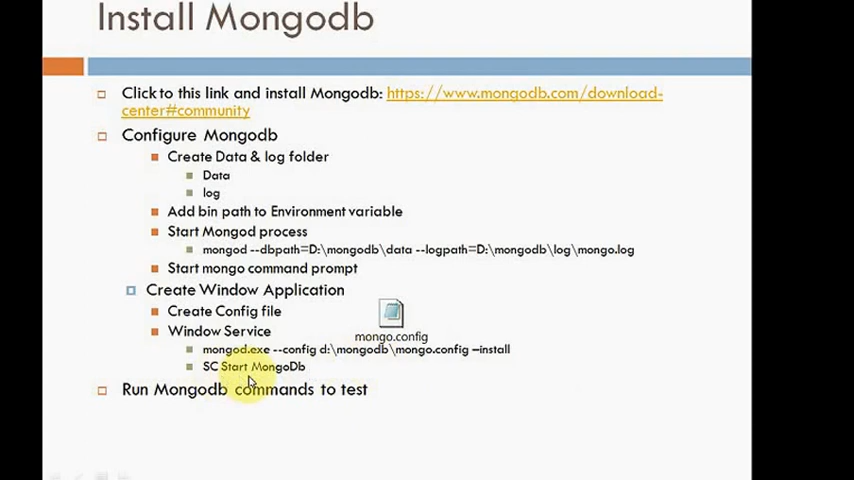 Install Mongodb
Click to this link and install Mongodb: https://www.mongodb.com/download-
center#community
Configure Mongodb
Create Data & log folder
Data
log
Add bin path to Environment variable
Start Mongod process
mongod --dbpath=D:\mongodb\data --logpath=D:\mongodb\log\mongo.log
Start mongo command prompt
Create Window Application
Create Config file
Window Service
mongo.config
mongod.exe --config d:\mongodb\mongo.config –install
SC Start MongoDb
Run Mongodb commands to test